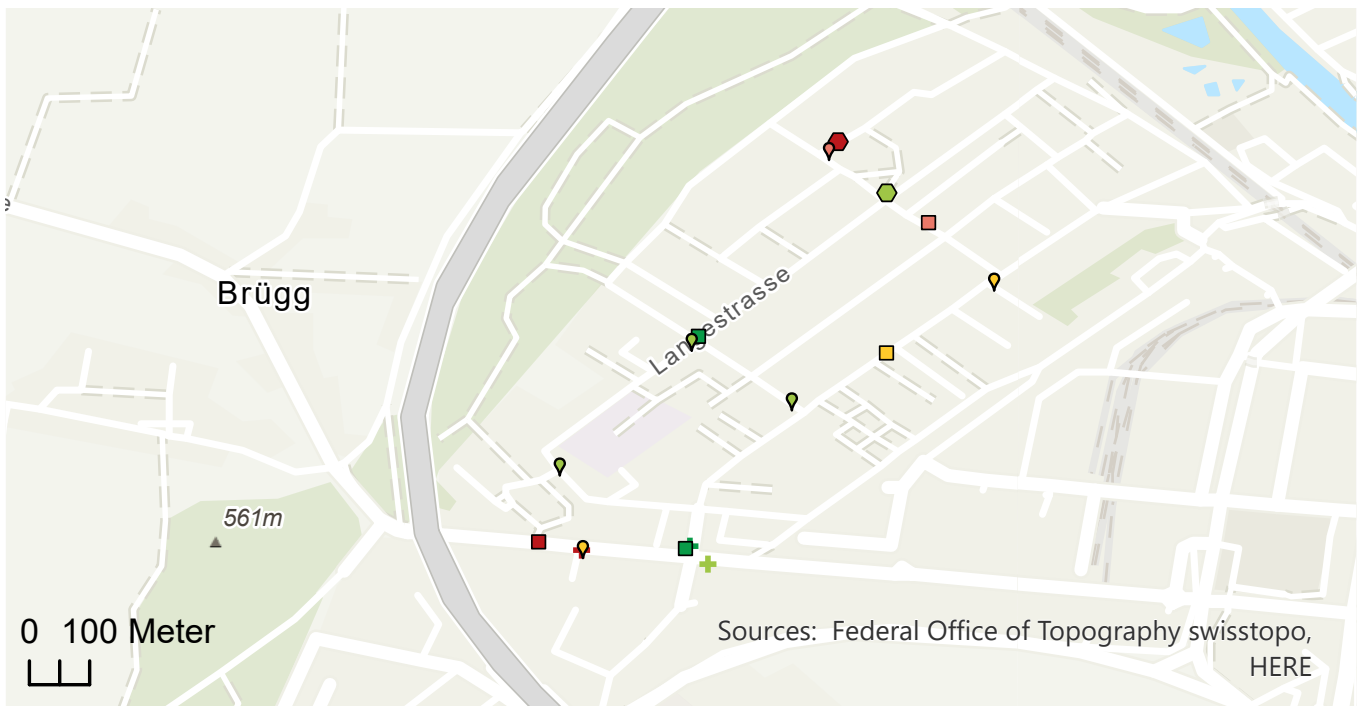 e
Brügg
Langestrasse
561m
0 100 Meter
Sources: Federal Office of Topography swisstopo,
HERE